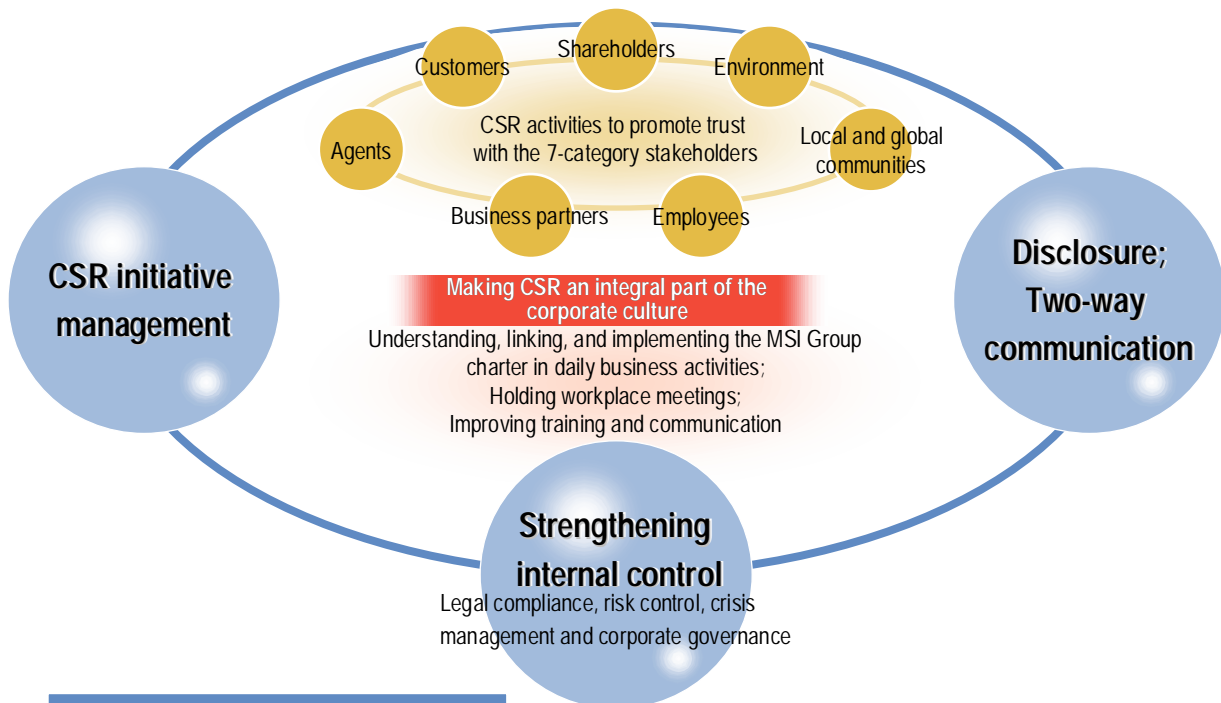 Shareholders
Customers
Environment
Agents
CSR activities to promote trust
with the 7-category stakeholders
Local and global
communities
Business partners
Employees
CSR initiative
management
Disclosure;
Two-way
communication
Making CSR an integral part of the
corporate culture
Understanding, linking, and implementing the MSI Group
charter in daily business activities;
Holding workplace meetings;
Improving training and communication
Strengthening
internal control
Legal compliance, risk control, crisis
management and corporate governance